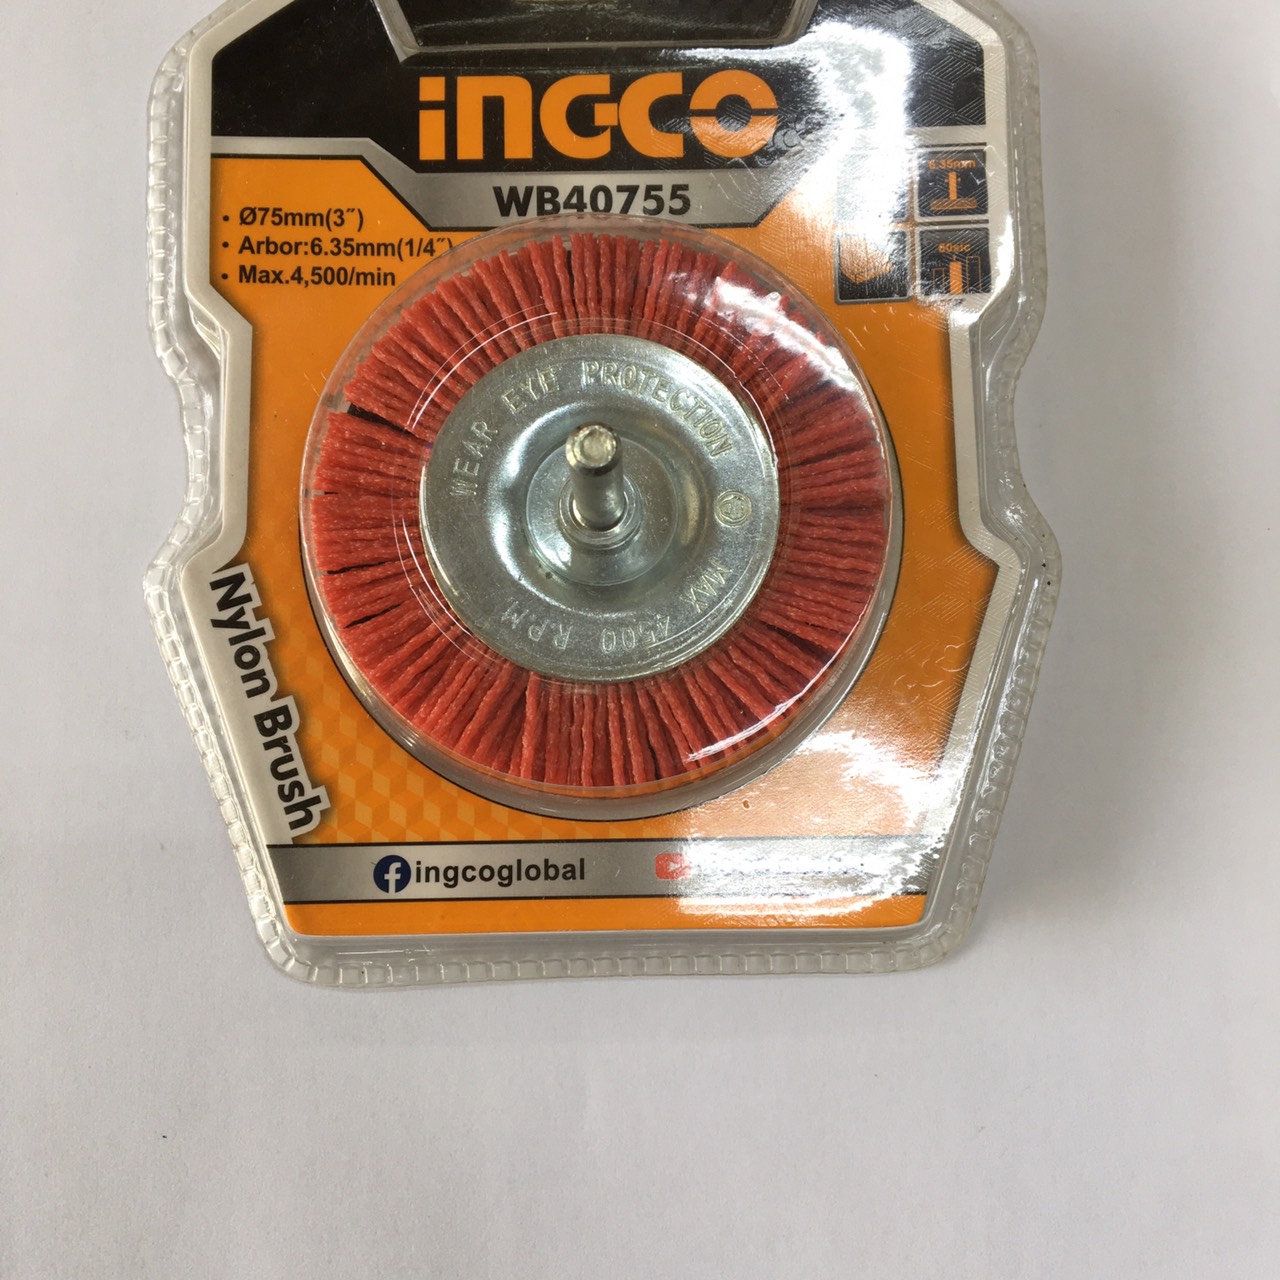 INGCO
WB40755
• Ø75mm(3″)
• Arbor:6.35mm(1/4″)
• Max.4,500/min
6.35mm
WEAR EYE PROTECTION
MAX 4500 R.P.M
Nylon Brush
ingcoglobal